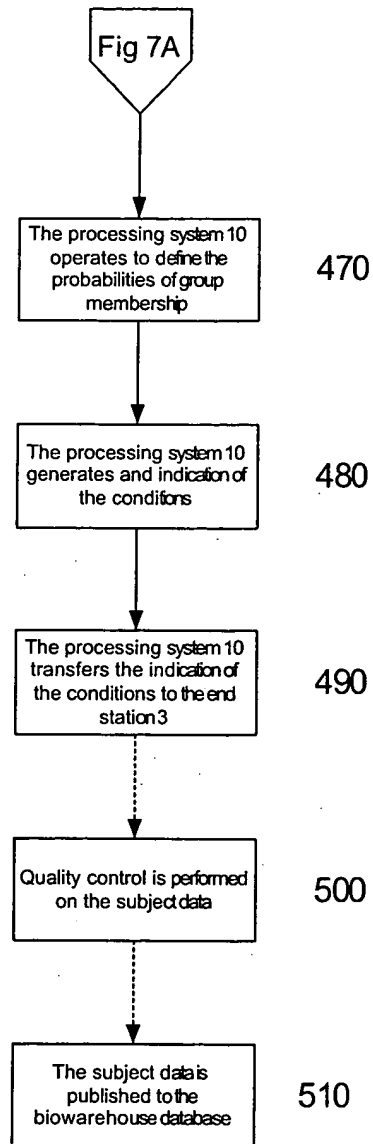 Fig 7A
The processing system 10
operates to define the
probabilities of group
membership
470
The processing system 10
generates and indication of
the conditions
480
The processing system 10
transfers the indication of
the conditions to the end
station 3
490
Quality control is performed
on the subject data
500
The subject data is
published to the
biowarehouse database
510